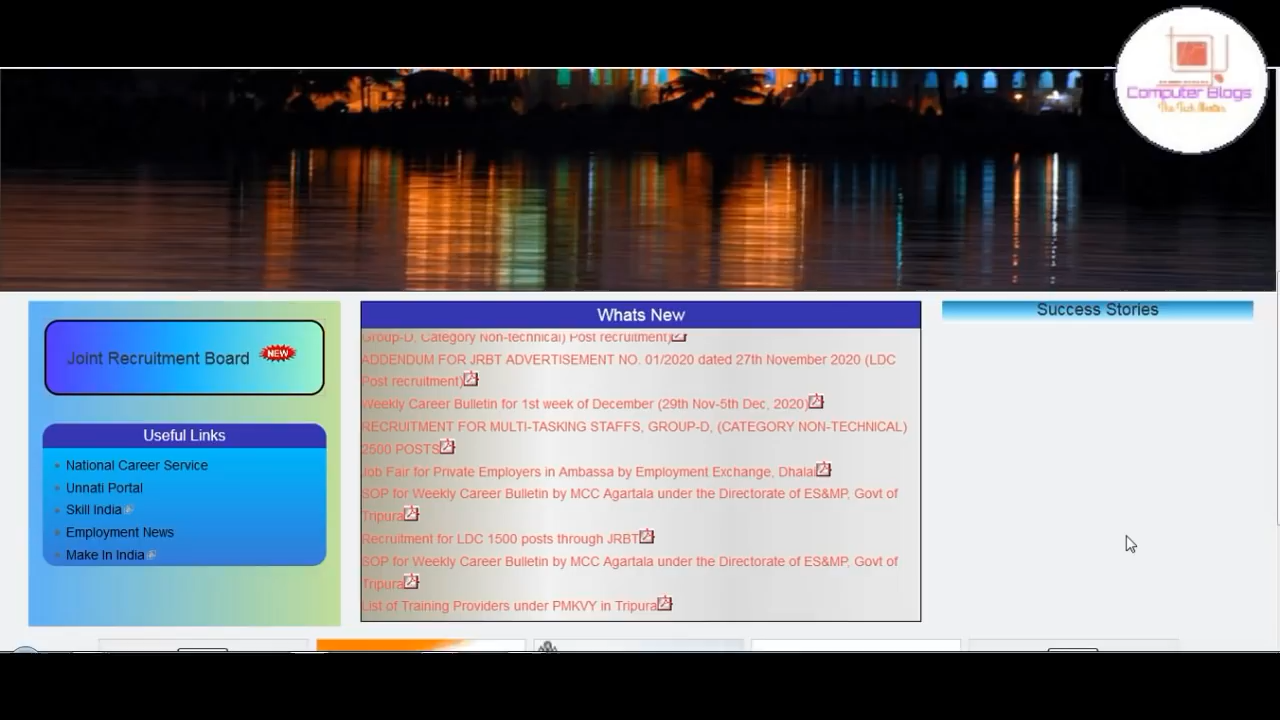 Computer Blogs
The Tech Master
Joint Recruitment Board NEW
Useful Links
National Career Service
Unnati Portal
Skill India
Employment News
Make In India
Whats New
Group-D, Category Non-technical) Post recruitment)
ADDENDUM FOR JRBT ADVERTISEMENT NO. 01/2020 dated 27th November 2020 (LDC
Post recruitment)
Weekly Career Bulletin for 1st week of December (29th Nov-5th Dec, 2020)
RECRUITMENT FOR MULTI-TASKING STAFFS, GROUP-D, (CATEGORY NON-TECHNICAL)
2500 POSTS
Job Fair for Private Employers in Ambassa by Employment Exchange, Dhalai
SOP for Weekly Career Bulletin by MCC Agartala under the Directorate of ES&MP, Govt of
Tripura
Recruitment for LDC 1500 posts through JRBT
SOP for Weekly Career Bulletin by MCC Agartala under the Directorate of ES&MP, Govt of
Tripura
List of Training Providers under PMKVY in Tripura
Success Stories